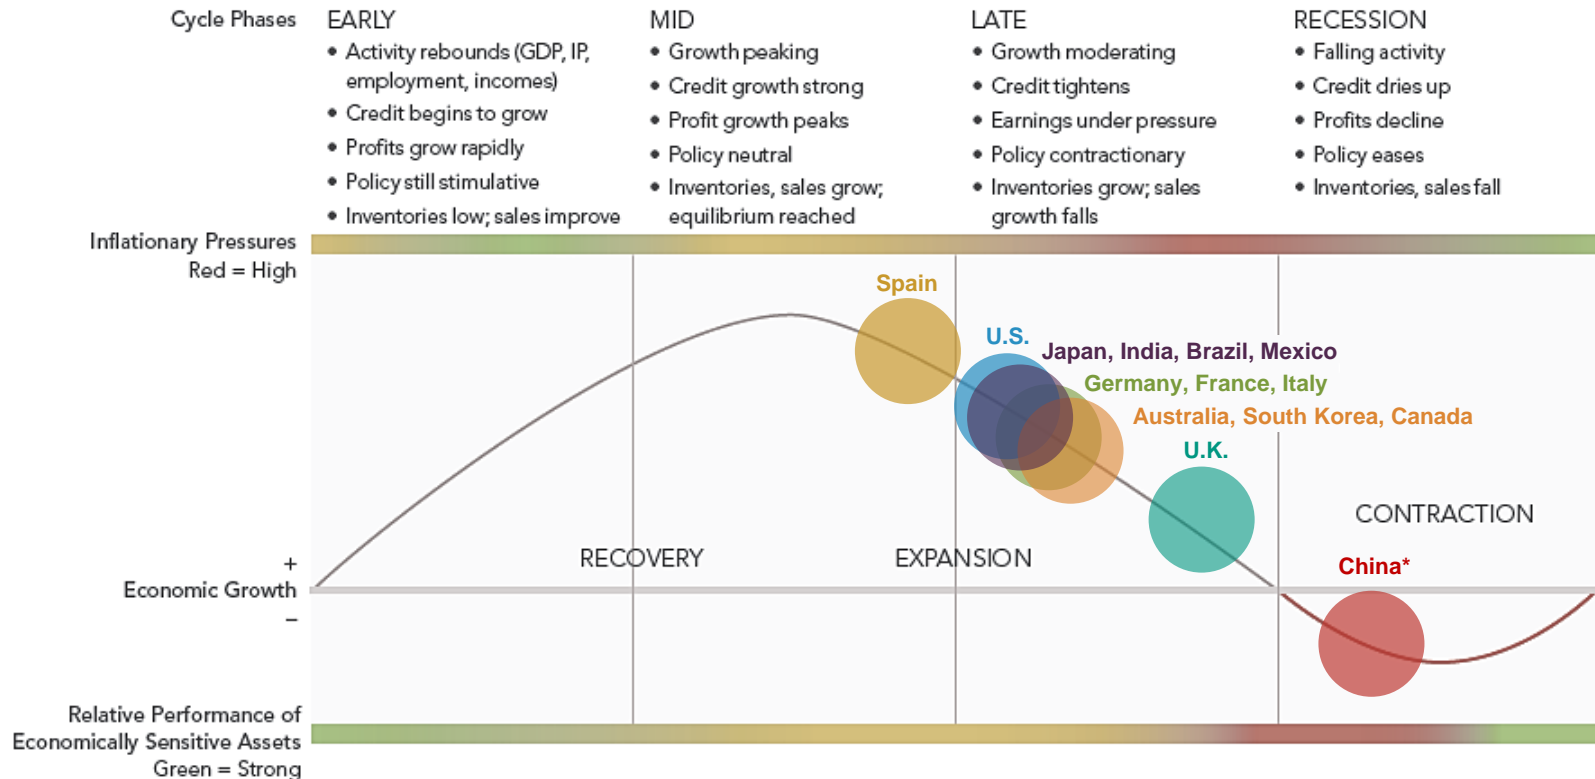 Cycle Phases
EARLY
• Activity rebounds (GDP, IP,
employment, incomes)
• Credit begins to grow
• Profits grow rapidly
• Policy still stimulative
• Inventories low; sales improve
MID
• Growth peaking
• Credit growth strong
• Profit growth peaks
• Policy neutral
• Inventories, sales grow;
equilibrium reached
LATE
• Growth moderating
• Credit tightens
• Earnings under pressure
• Policy contractionary
• Inventories grow; sales
growth falls
RECESSION
• Falling activity
• Credit dries up
• Profits decline
• Policy eases
• Inventories, sales fall
Inflationary Pressures
Red = High
Spain
U.S.
Japan, India, Brazil, Mexico
Germany, France, Italy
Australia, South Korea, Canada
U.K.
CONTRACTION
RECOVERY
EXPANSION
China*
+
Economic Growth
–
Relative Performance of
Economically Sensitive Assets
Green = Strong